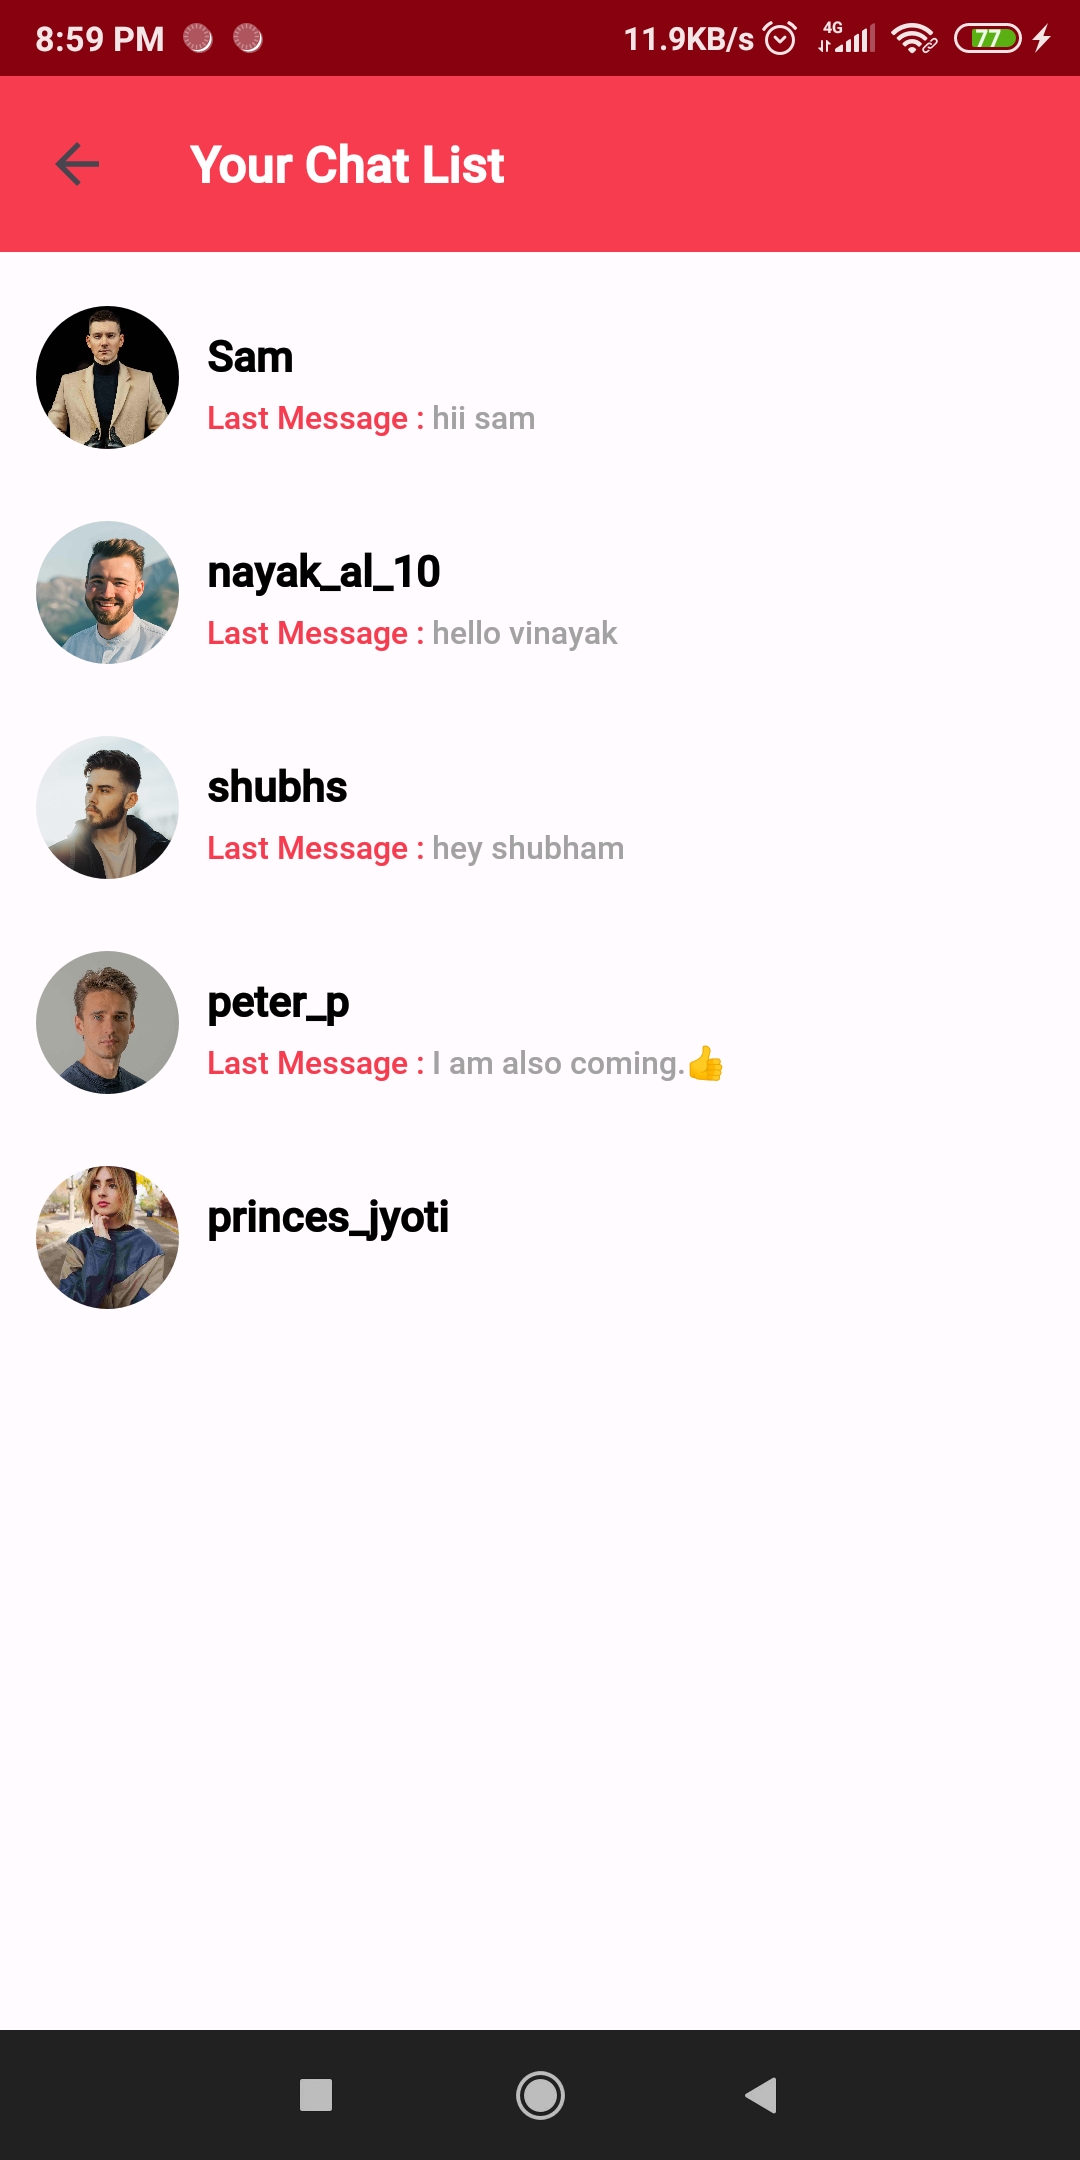 8:59 PM 11.9KB/s 4G 77
Your Chat List
Sam
Last Message : hii sam
nayak_al_10
Last Message : hello vinayak
shubhs
Last Message : hey shubham
peter_p
Last Message : I am also coming.👍
princes_jyoti